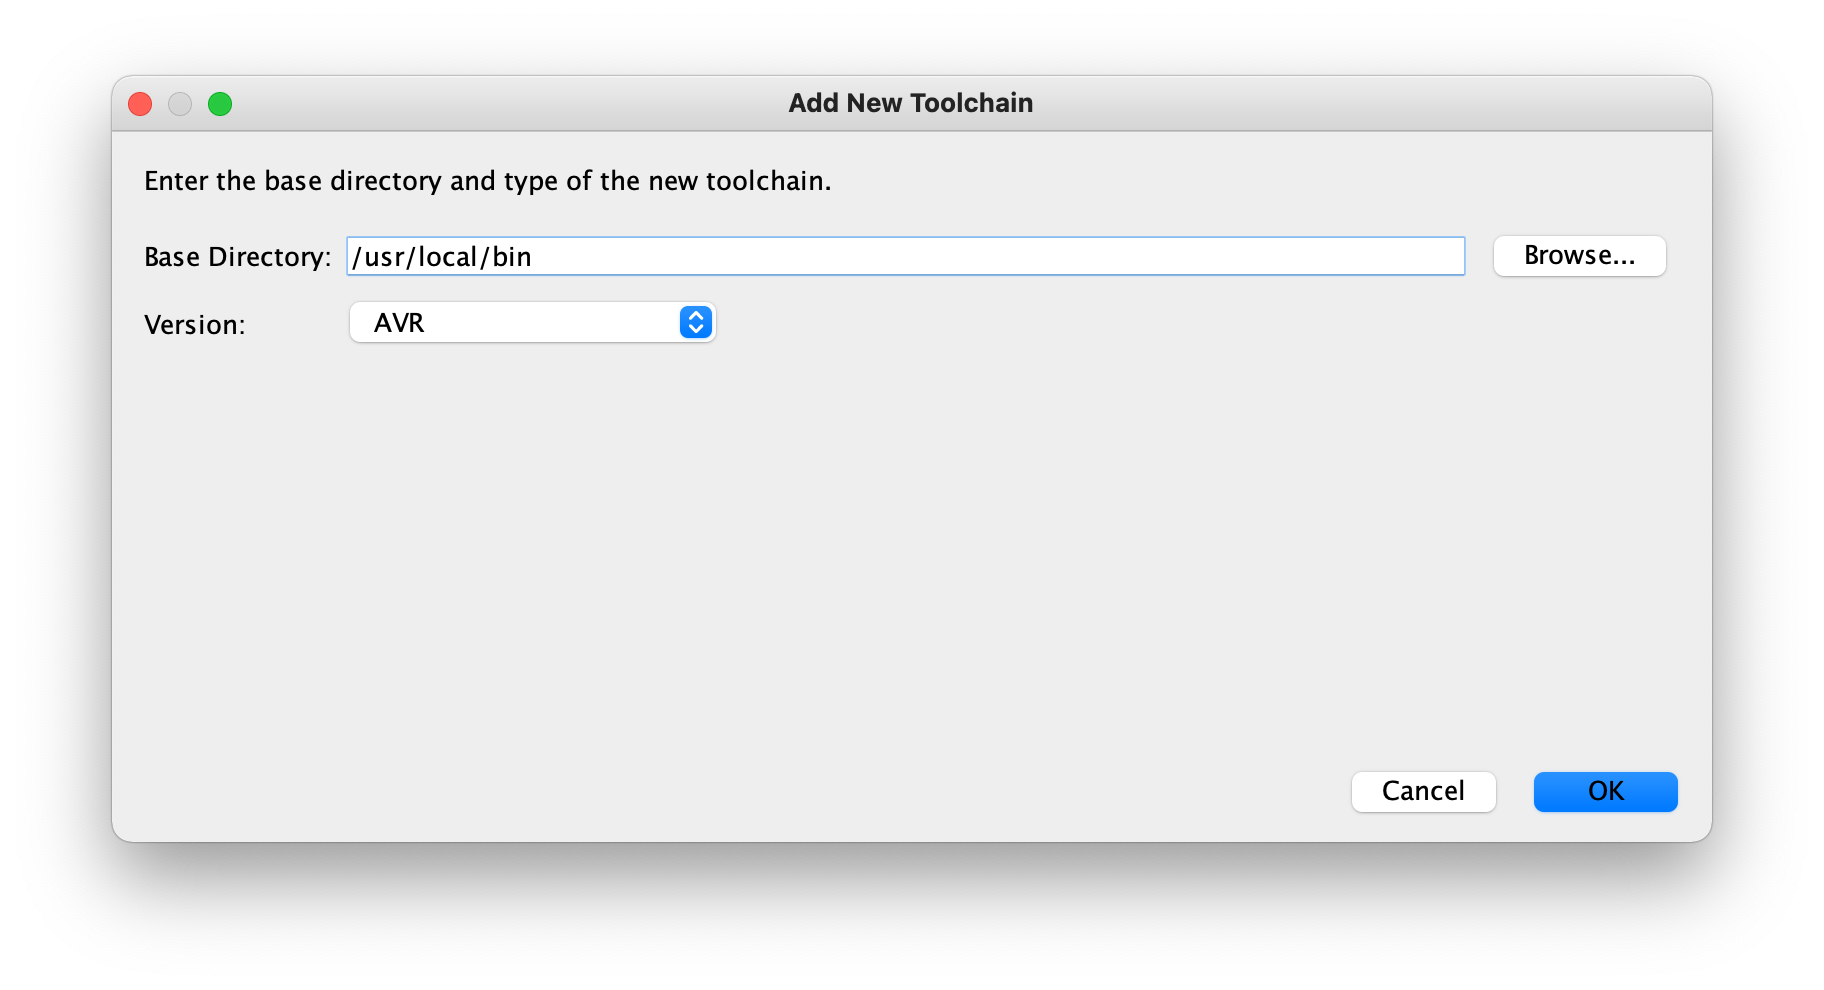 Add New Toolchain
Enter the base directory and type of the new toolchain.
Base Directory: /usr/local/bin Browse...
Version: AVR
Cancel OK